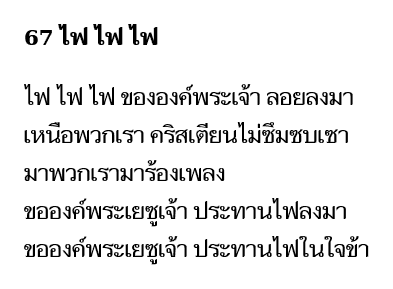 67 ไฟ ไฟ ไฟ
ไฟ ไฟ ไฟ ขององค์พระเจ้า ลอยลงมา
เหนือพวกเรา คริสเตียนไม่ซึมซบเซา
มาพวกเรามาร้องเพลง
ขอองค์พระเยซูเจ้า ประทานไฟลงมา
ขอองค์พระเยซูเจ้า ประทานไฟในใจข้า